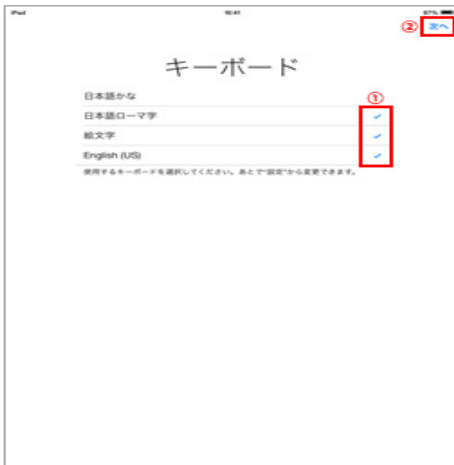 iPad 16:41 97%
② 次へ
キーボード
日本語かな
①
日本語ローマ字
絵文字
English (US)
使用するキーボードを選択してください。あとで"設定"から変更できます。